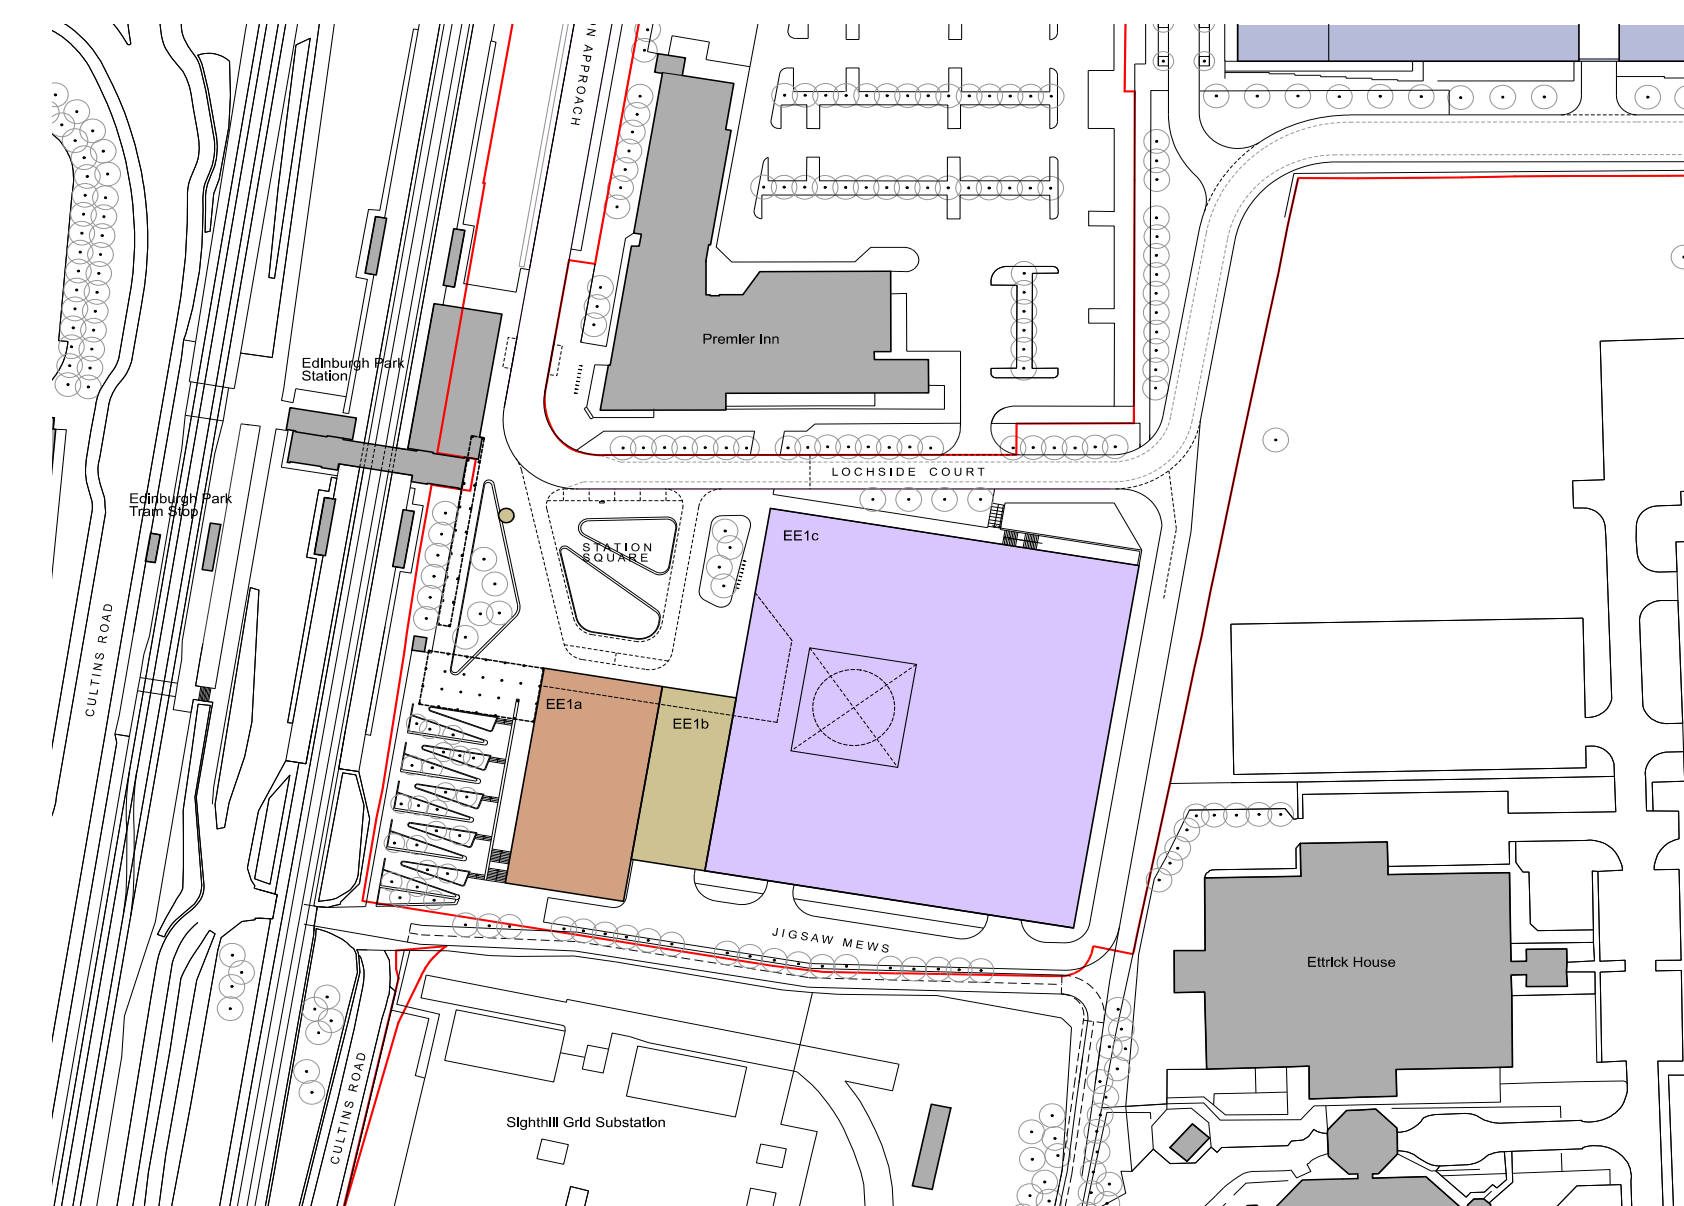 N APPROACH
Premier Inn
Edinburgh Park
Station
LOCHSIDE COURT
Edinburgh Park
Tram Stop
EE1c
STATION
SQUARE
CULTINS ROAD
EE1a
EE1b
JIGSAW MEWS
Ettrick House
CULTINS ROAD
Sighthill Grid Substation